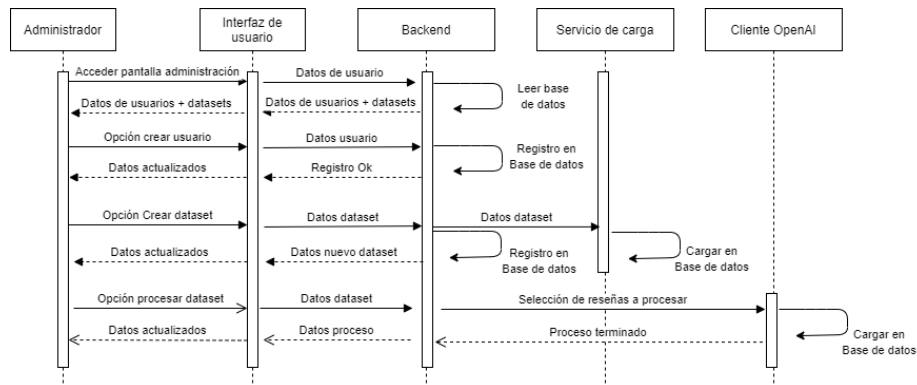 Administrador
Interfaz de
usuario
Backend
Servicio de carga
Cliente OpenAI
Acceder pantalla administración
Datos de usuario
Leer base
de datos
Datos de usuarios + datasets
Datos de usuarios + datasets
Opción crear usuario
Datos usuario
Registro en
Base de datos
Datos actualizados
Registro Ok
Opción Crear dataset
Datos dataset
Datos dataset
Registro en
Base de datos
Cargar en
Base de datos
Datos actualizados
Datos nuevo dataset
Opción procesar dataset
Datos dataset
Selección de reseñas a procesar
Datos actualizados
Datos proceso
Proceso terminado
Cargar en
Base de datos